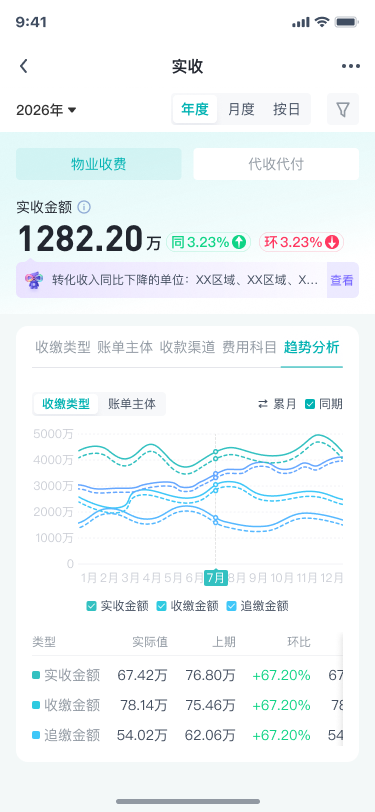 9:41
实收
2026年
年度 月度 按日
物业收费 代收代付
实收金额
1282.20万 同3.23% 环3.23%
转化收入同比下降的单位：XX区域、XX区域、X... 查看
收缴类型 账单主体 收款渠道 费用科目 趋势分析
收缴类型 账单主体 累月 同期
5000万
4000万
3000万
2000万
1000万
0
1月 2月 3月 4月 5月 6月 7月 8月 9月 10月 11月 12月
实收金额 收缴金额 追缴金额
类型 实际值 上期 环比
实收金额 67.42万 76.80万 +67.20% 67
收缴金额 78.14万 75.46万 +67.20% 78
追缴金额 54.02万 62.06万 +67.20% 54